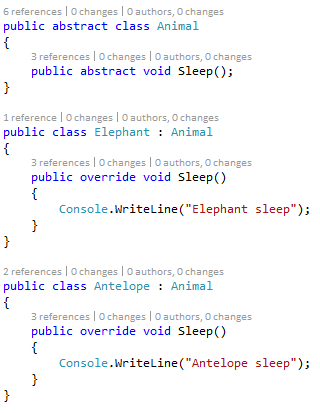 6 references | 0 changes | 0 authors, 0 changes
public abstract class Animal
{
3 references | 0 changes | 0 authors, 0 changes
public abstract void Sleep();
}
1 reference | 0 changes | 0 authors, 0 changes
public class Elephant : Animal
{
3 references | 0 changes | 0 authors, 0 changes
public override void Sleep()
{
Console.WriteLine("Elephant sleep");
}
}
2 references | 0 changes | 0 authors, 0 changes
public class Antelope : Animal
{
3 references | 0 changes | 0 authors, 0 changes
public override void Sleep()
{
Console.WriteLine("Antelope sleep");
}
}